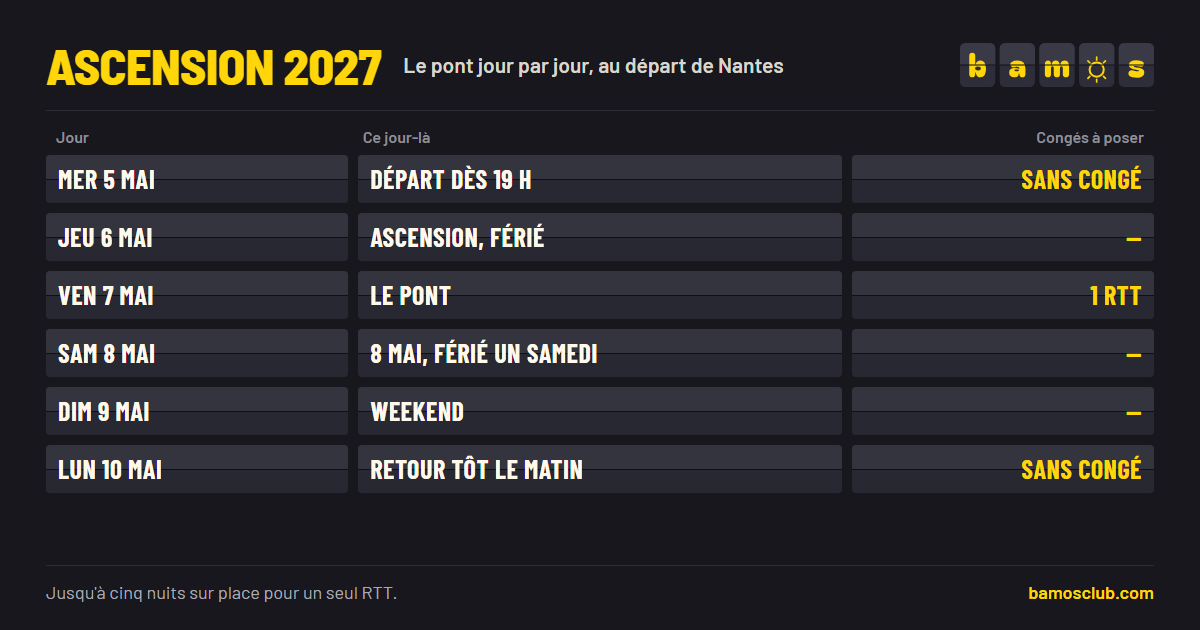 ASCENSION 2027 Le pont jour par jour, au départ de Nantes bam☼s
Jour Ce jour-là Congés à poser
MER 5 MAI DÉPART DÈS 19 H SANS CONGÉ
JEU 6 MAI ASCENSION, FÉRIÉ –
VEN 7 MAI LE PONT 1 RTT
SAM 8 MAI 8 MAI, FÉRIÉ UN SAMEDI –
DIM 9 MAI WEEKEND –
LUN 10 MAI RETOUR TÔT LE MATIN SANS CONGÉ
Jusqu'à cinq nuits sur place pour un seul RTT. bamosclub.com